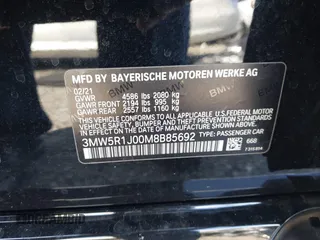 MFD BY BAYERISCHE MOTOREN WERKE AG
02/21
GVWR 4586 lbs 2080 kg
GAWR FRONT 2194 lbs 995 kg
GAWR REAR 2557 lbs 1160 kg
THIS VEHICLE CONFORMS TO ALL APPLICABLE
U.S. FEDERAL MOTOR VEHICLE SAFETY,
BUMPER, AND THEFT PREVENTION STANDARDS
IN EFFECT ON THE DATE OF
MANUFACTURE SHOWN ABOVE.
3MW5R1J00M8B85692 TYPE: PASSENGER CAR
668